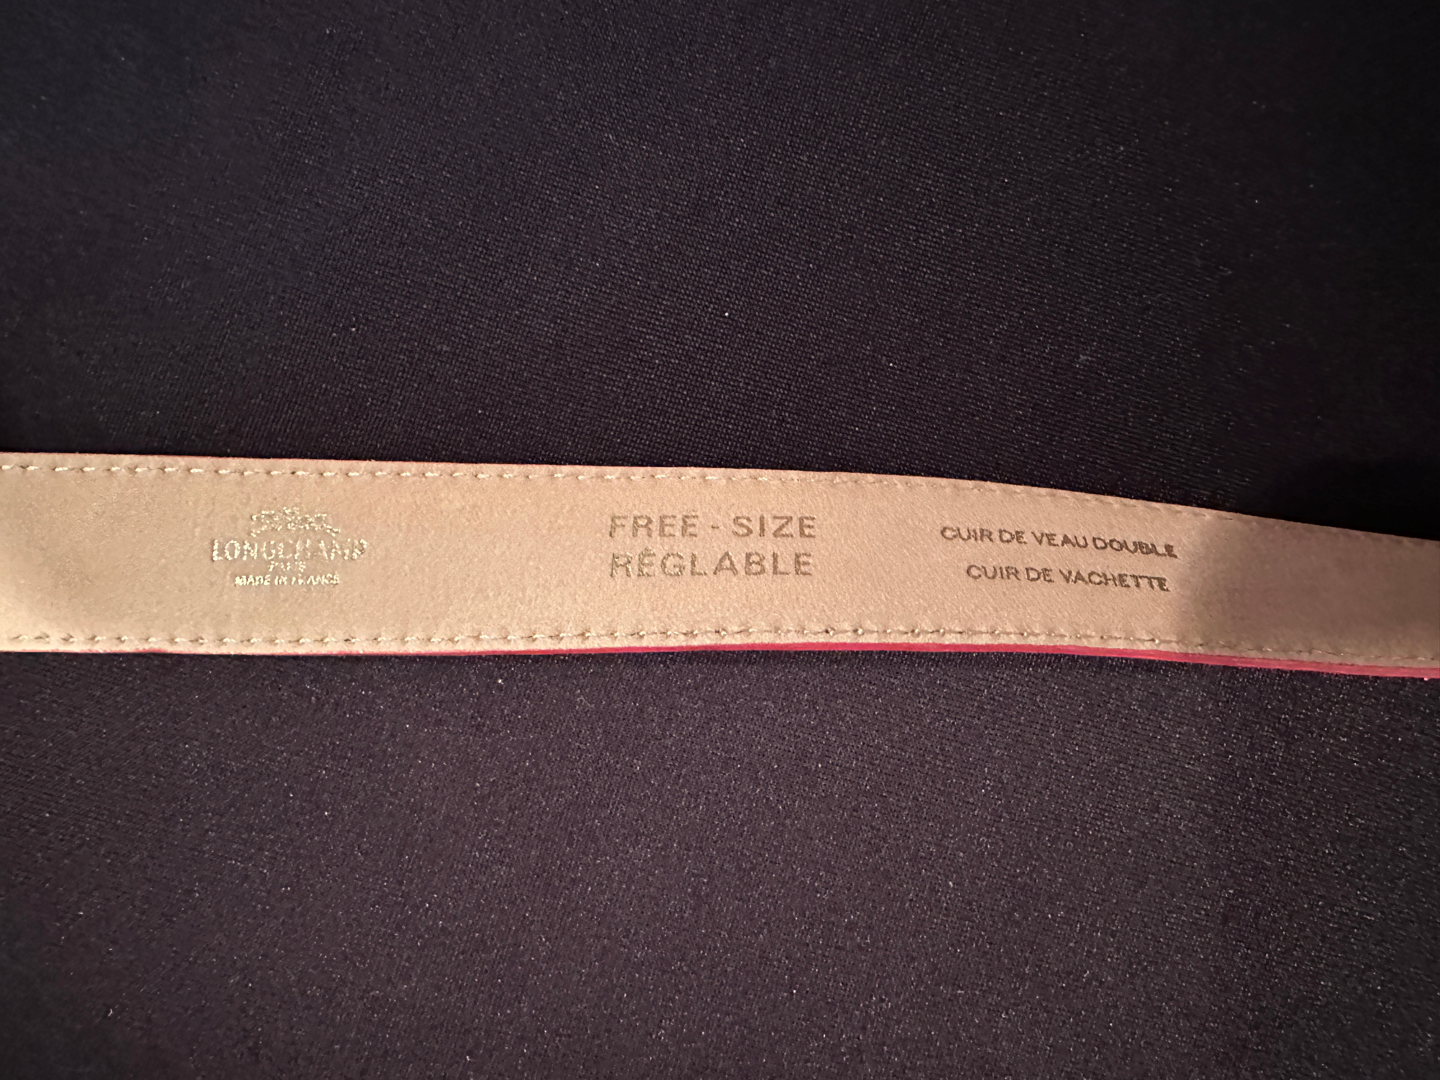 LONGCHAMP
PARIS
MADE IN FRANCE
FREE - SIZE
RÉGLABLE
CUIR DE VEAU DOUBLE
CUIR DE VACHETTE